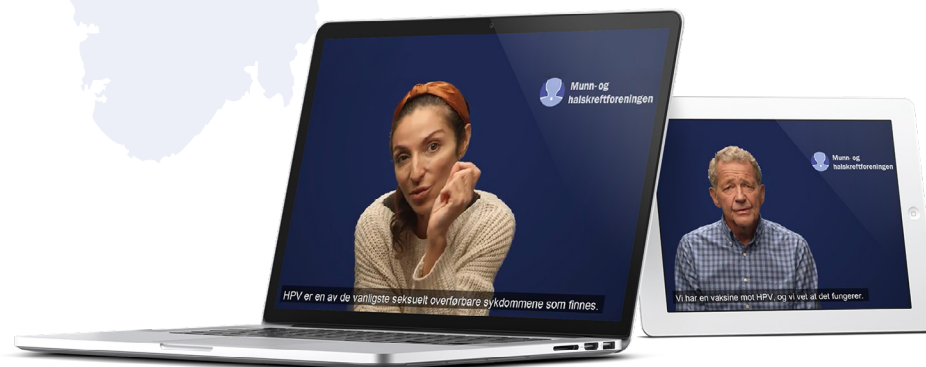 Munn- og
halskreftforeningen
HPV er en av de vanligste seksuelt overførbare sykdommene som finnes.
Munn- og
halskreftforeningen
Vi har en vaksine mot HPV, og vi vet at det fungerer.